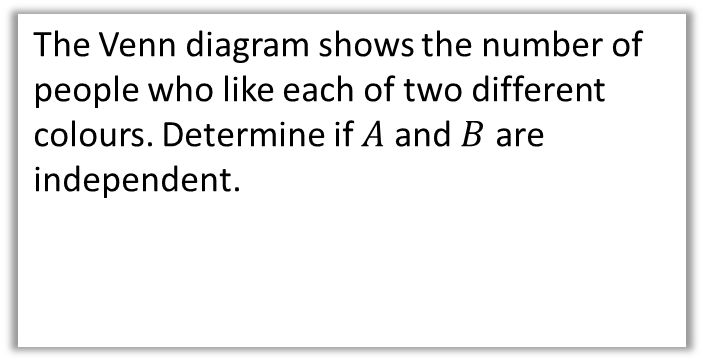 The Venn diagram shows the number of
people who like each of two different
colours. Determine if A and B are
independent.